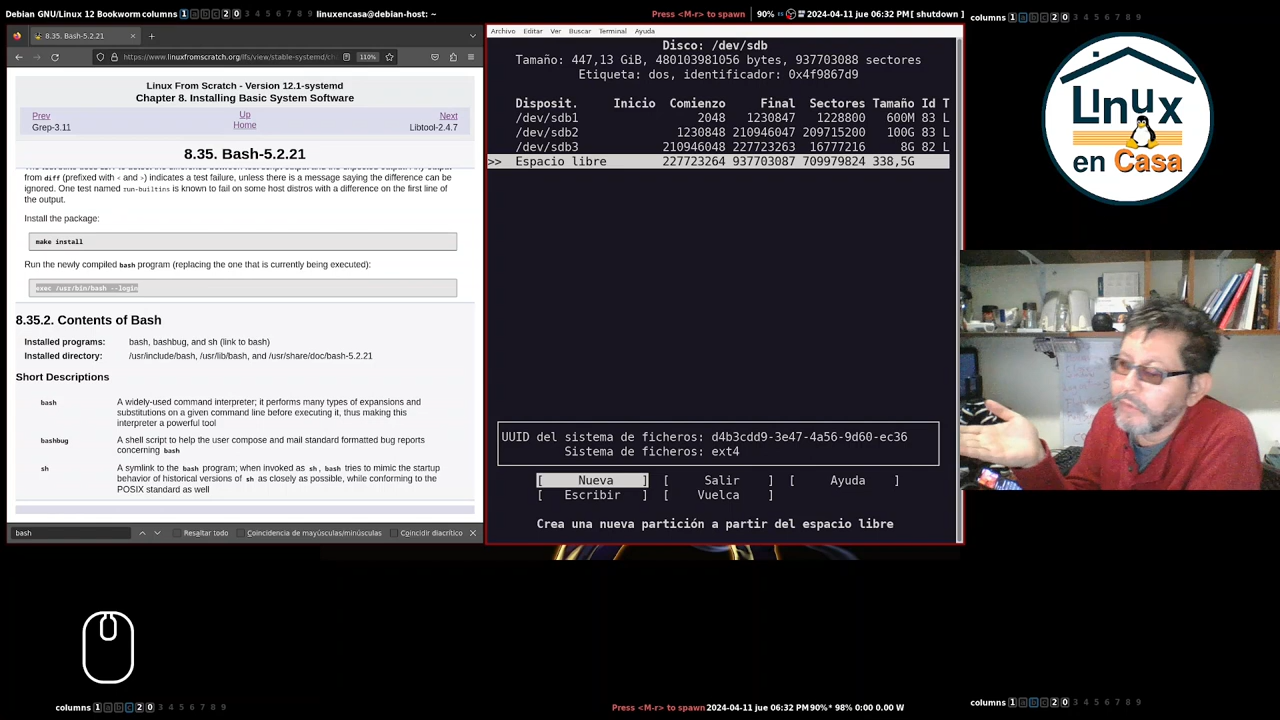 Debian GNU/Linux 12 Bookworm columns 1 a b c 2 0 3 4 5 6 7 8 9 linuxencasa@debian-host: ~
Press <M-r> to spawn 90% ES 2024-04-11 jue 06:32 PM[ shutdown ]
columns 1 a b c 2 0 3 4 5 6 7 8 9
8.35. Bash-5.2.21
https://www.linuxfromscratch.org/lfs/view/stable-systemd/ch
110%
Linux From Scratch - Version 12.1-systemd
Chapter 8. Installing Basic System Software
Prev Up Next
Grep-3.11 Home Libtool-2.4.7
8.35. Bash-5.2.21
from diff (prefixed with < and >) indicates a test failure, unless there is a message saying the difference can be
ignored. One test named run-builtins is known to fail on some host distros with a difference on the first line of
the output.
Install the package:
make install
Run the newly compiled bash program (replacing the one that is currently being executed):
exec /usr/bin/bash --login
8.35.2. Contents of Bash
Installed programs: bash, bashbug, and sh (link to bash)
Installed directory: /usr/include/bash, /usr/lib/bash, and /usr/share/doc/bash-5.2.21
Short Descriptions
bash A widely-used command interpreter; it performs many types of expansions and
substitutions on a given command line before executing it, thus making this
interpreter a powerful tool
bashbug A shell script to help the user compose and mail standard formatted bug reports
concerning bash
sh A symlink to the bash program; when invoked as sh, bash tries to mimic the startup
behavior of historical versions of sh as closely as possible, while conforming to the
POSIX standard as well
bash Resaltar todo Coincidencia de mayúsculas/minúsculas Coincidir diacrítico
Archivo Editar Ver Buscar Terminal Ayuda
Disco: /dev/sdb
Tamaño: 447,13 GiB, 480103981056 bytes, 937703088 sectores
Etiqueta: dos, identificador: 0x4f9867d9
Disposit. Inicio Comienzo Final Sectores Tamaño Id T
/dev/sdb1 2048 1230847 1228800 600M 83 L
/dev/sdb2 1230848 210946047 209715200 100G 83 L
/dev/sdb3 210946048 227723263 16777216 8G 82 L
>> Espacio libre 227723264 937703087 709979824 338,5G
UUID del sistema de ficheros: d4b3cdd9-3e47-4a56-9d60-ec36
Sistema de ficheros: ext4
[ Nueva ] [ Salir ] [ Ayuda ]
[ Escribir ] [ Vuelca ]
Crea una nueva partición a partir del espacio libre
Linux
en Casa
columns 1 a b c 2 0 3 4 5 6 7 8 9
Press <M-r> to spawn 2024-04-11 jue 06:32 PM 90%* 98% 0:00 0.00 W
columns 1 a b c 2 0 3 4 5 6 7 8 9